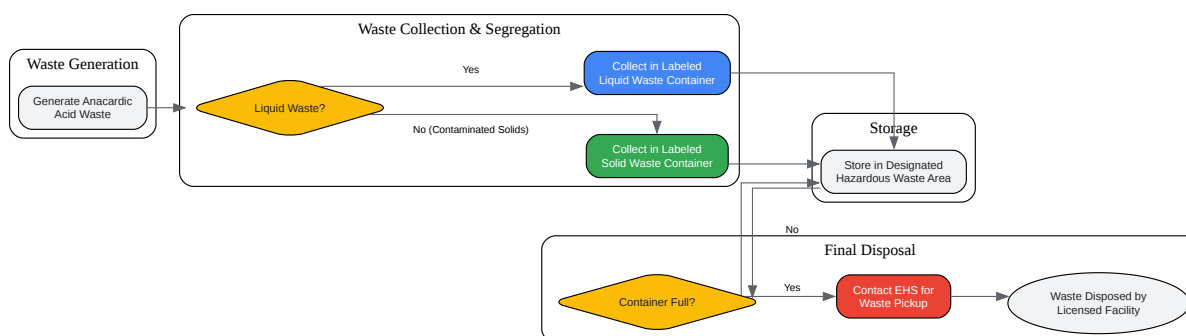 Waste Generation
Generate Anacardic
Acid Waste
Waste Collection & Segregation
Liquid Waste?
Yes
No (Contaminated Solids)
Collect in Labeled
Liquid Waste Container
Collect in Labeled
Solid Waste Container
Storage
Store in Designated
Hazardous Waste Area
No
Final Disposal
Container Full?
Yes
Contact EHS for
Waste Pickup
Waste Disposed by
Licensed Facility